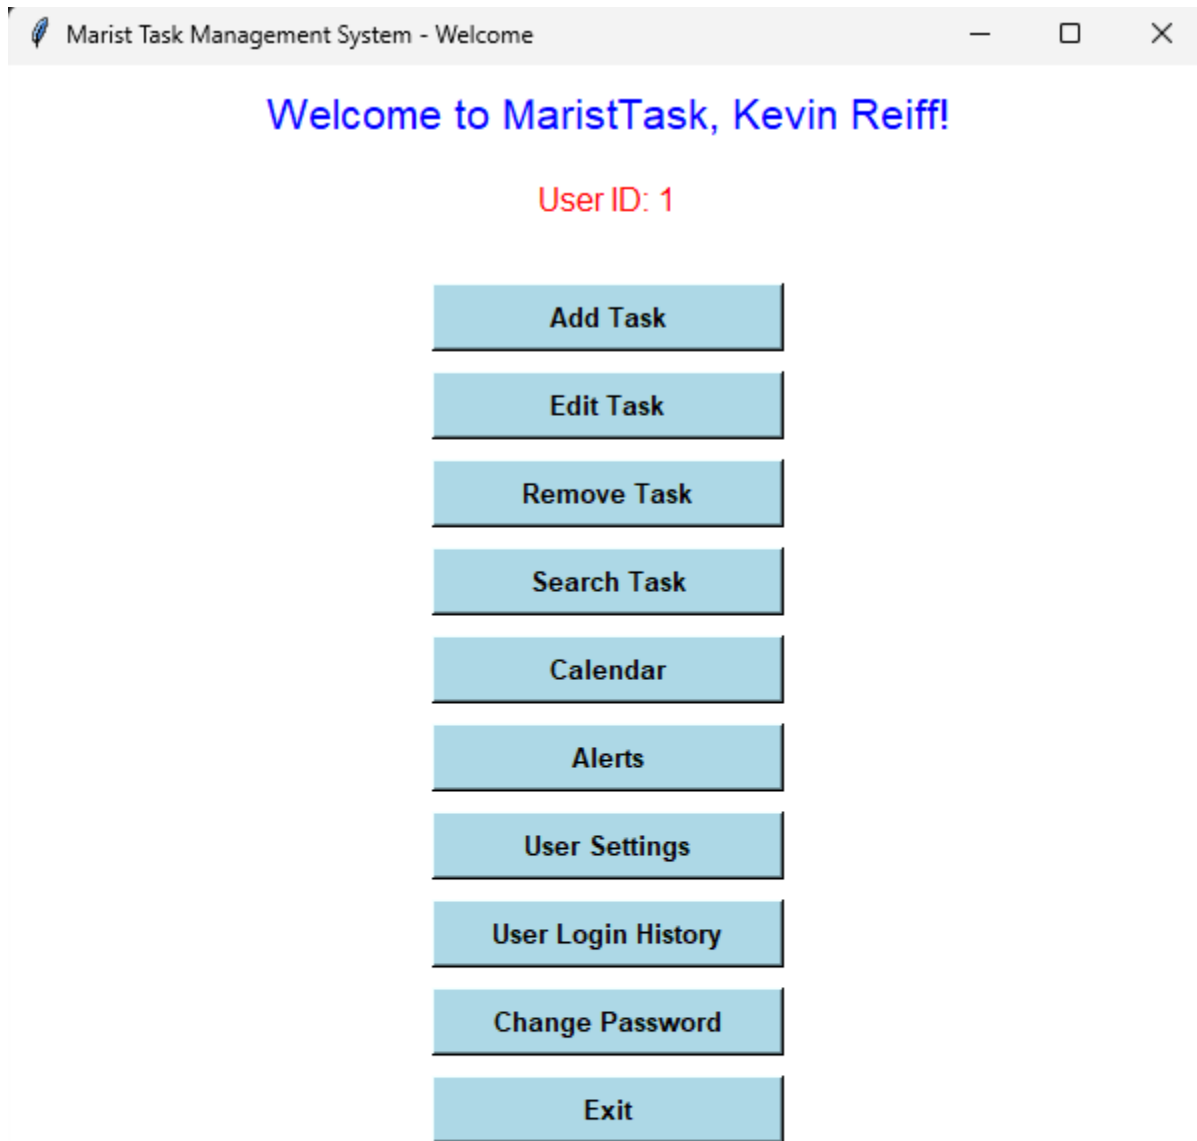 Marist Task Management System - Welcome
Welcome to MaristTask, Kevin Reiff!
User ID: 1
Add Task
Edit Task
Remove Task
Search Task
Calendar
Alerts
User Settings
User Login History
Change Password
Exit